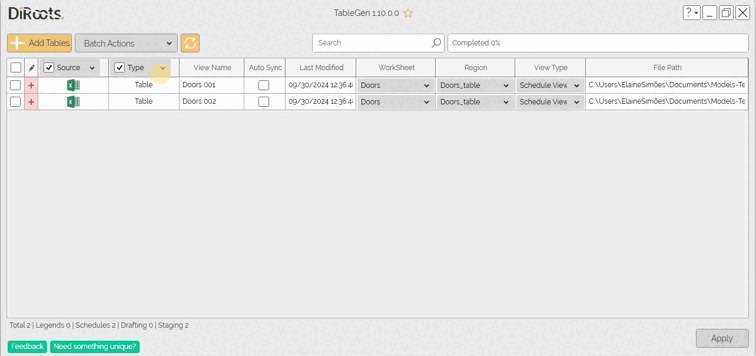 DiRoots.
TableGen 1.10.0.0
? - _ X
+ Add Tables Batch Actions Search Completed 0%
Source Type View Name Auto Sync Last Modified WorkSheet Region View Type File Path
+ Table Doors 001 09/30/2024 12:36:4 Doors Doors_table Schedule View C:\Users\ElaineSimões\Documents\Models-Te
+ Table Doors 002 09/30/2024 12:36:4 Doors Doors_table Schedule View C:\Users\ElaineSimões\Documents\Models-Te
Total 2 | Legends 0 | Schedules 2 | Drafting 0 | Staging 2
Apply
Feedback Need something unique?